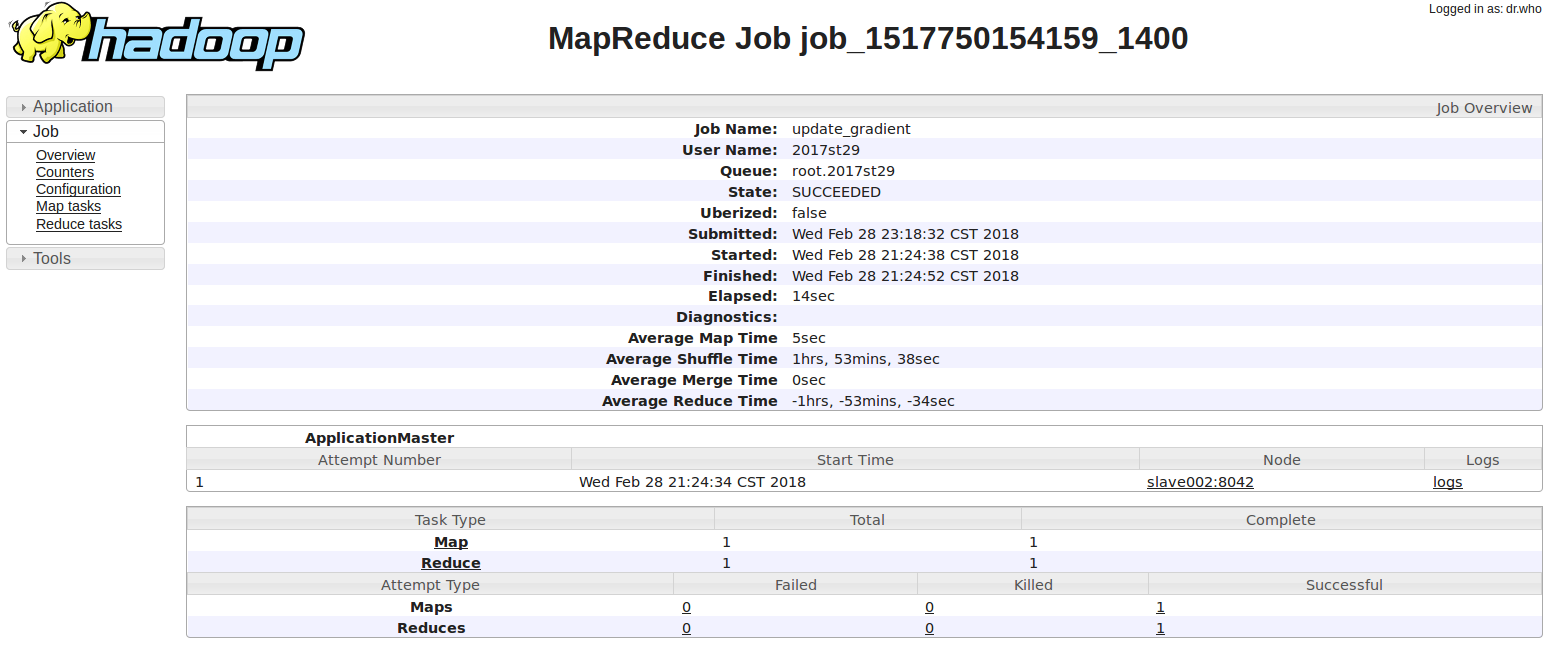 Logged in as: dr.who
hadoop
MapReduce Job job_1517750154159_1400
Application
Job
Overview
Counters
Configuration
Map tasks
Reduce tasks
Tools
Job Overview
Job Name: update_gradient
User Name: 2017st29
Queue: root.2017st29
State: SUCCEEDED
Uberized: false
Submitted: Wed Feb 28 23:18:32 CST 2018
Started: Wed Feb 28 21:24:38 CST 2018
Finished: Wed Feb 28 21:24:52 CST 2018
Elapsed: 14sec
Diagnostics:
Average Map Time 5sec
Average Shuffle Time 1hrs, 53mins, 38sec
Average Merge Time 0sec
Average Reduce Time -1hrs, -53mins, -34sec
ApplicationMaster
Attempt Number Start Time Node Logs
1 Wed Feb 28 21:24:34 CST 2018 slave002:8042 logs
Task Type Total Complete
Map 1 1
Reduce 1 1
Attempt Type Failed Killed Successful
Maps 0 0 1
Reduces 0 0 1